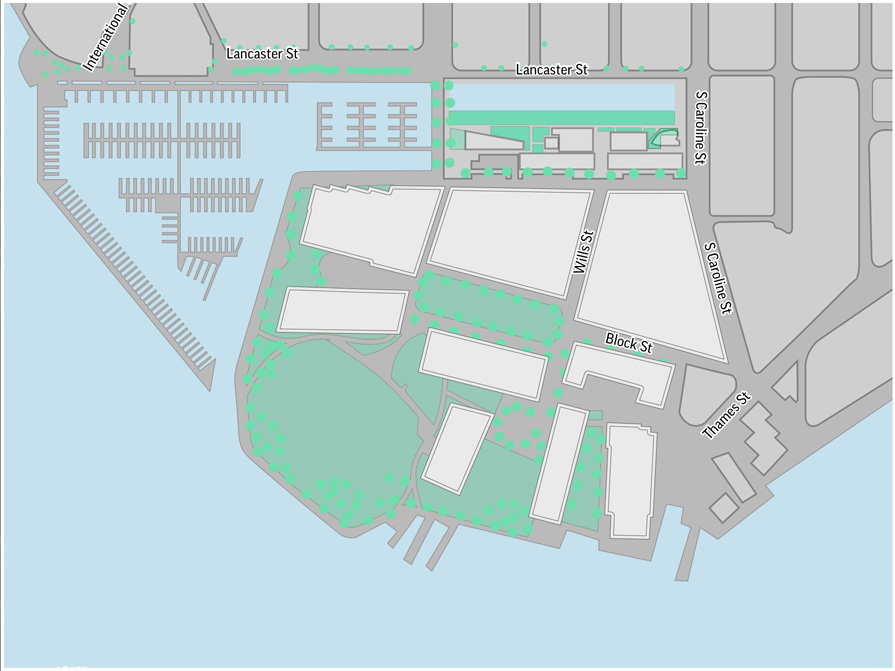 International
Lancaster St
Lancaster St
S Caroline St
Wills St
S Caroline St
Block St
Thames St